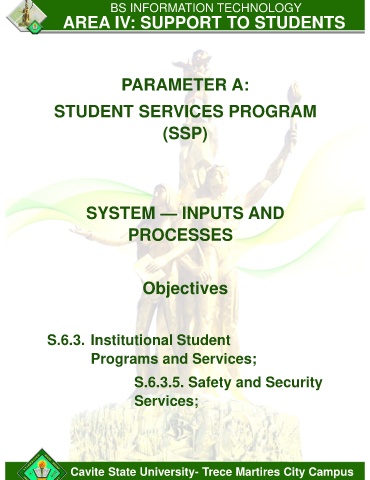 BS INFORMATION TECHNOLOGY
AREA IV: SUPPORT TO STUDENTS
PARAMETER A:
STUDENT SERVICES PROGRAM
(SSP)
SYSTEM — INPUTS AND
PROCESSES
Objectives
S.6.3. Institutional Student
Programs and Services;
S.6.3.5. Safety and Security
Services;
Cavite State University- Trece Martires City Campus